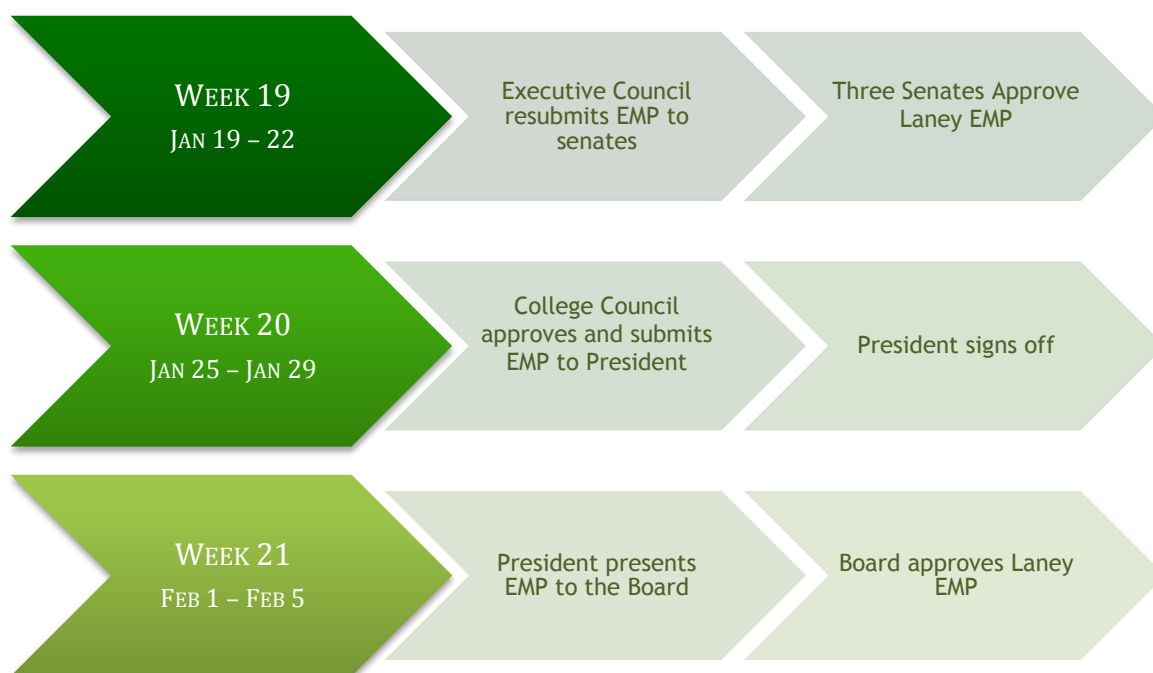 WEEK 19
JAN 19 – 22
Executive Council
resubmits EMP to
senates
Three Senates Approve
Laney EMP
WEEK 20
JAN 25 – JAN 29
College Council
approves and submits
EMP to President
President signs off
WEEK 21
FEB 1 – FEB 5
President presents
EMP to the Board
Board approves Laney
EMP